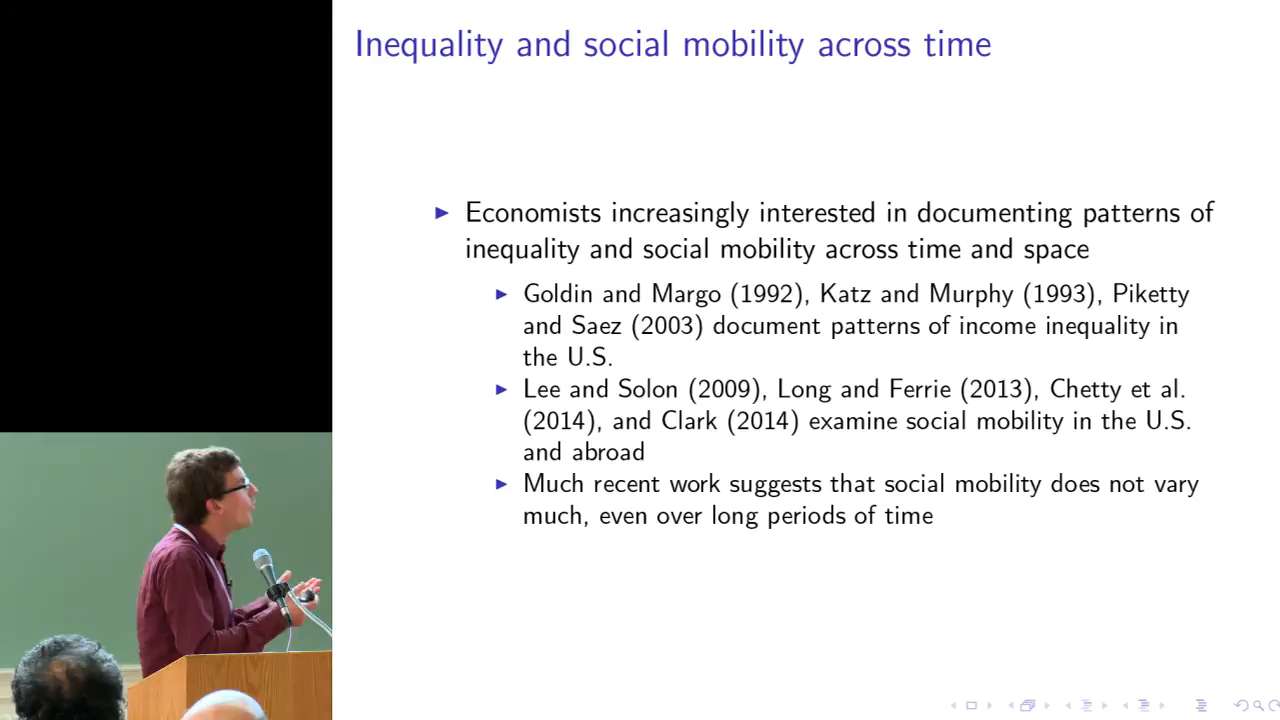 Inequality and social mobility across time
Economists increasingly interested in documenting patterns of
inequality and social mobility across time and space
Goldin and Margo (1992), Katz and Murphy (1993), Piketty
and Saez (2003) document patterns of income inequality in
the U.S.
Lee and Solon (2009), Long and Ferrie (2013), Chetty et al.
(2014), and Clark (2014) examine social mobility in the U.S.
and abroad
Much recent work suggests that social mobility does not vary
much, even over long periods of time